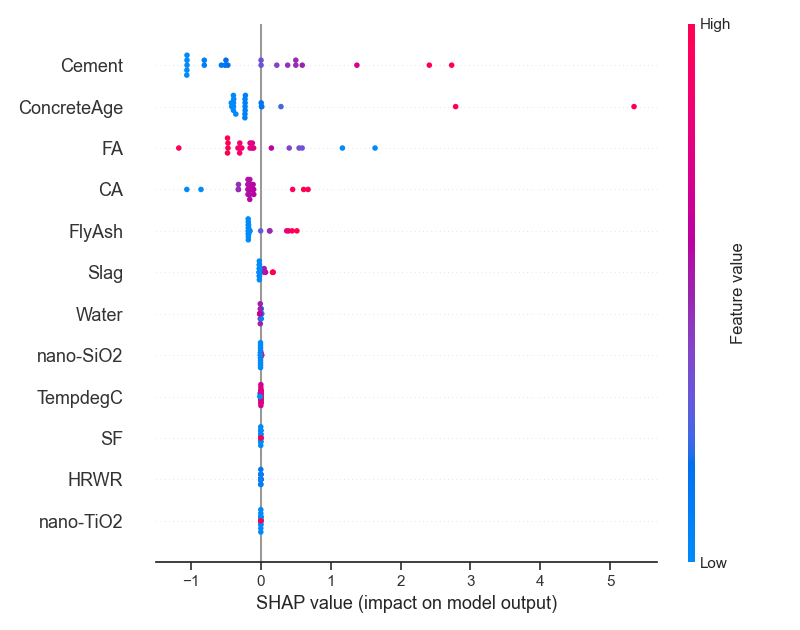 High
Cement
ConcreteAge
FA
CA
FlyAsh
Slag
Water
nano-SiO2
TempdegC
SF
HRWR
nano-TiO2
Feature value
Low
−1 0 1 2 3 4 5
SHAP value (impact on model output)